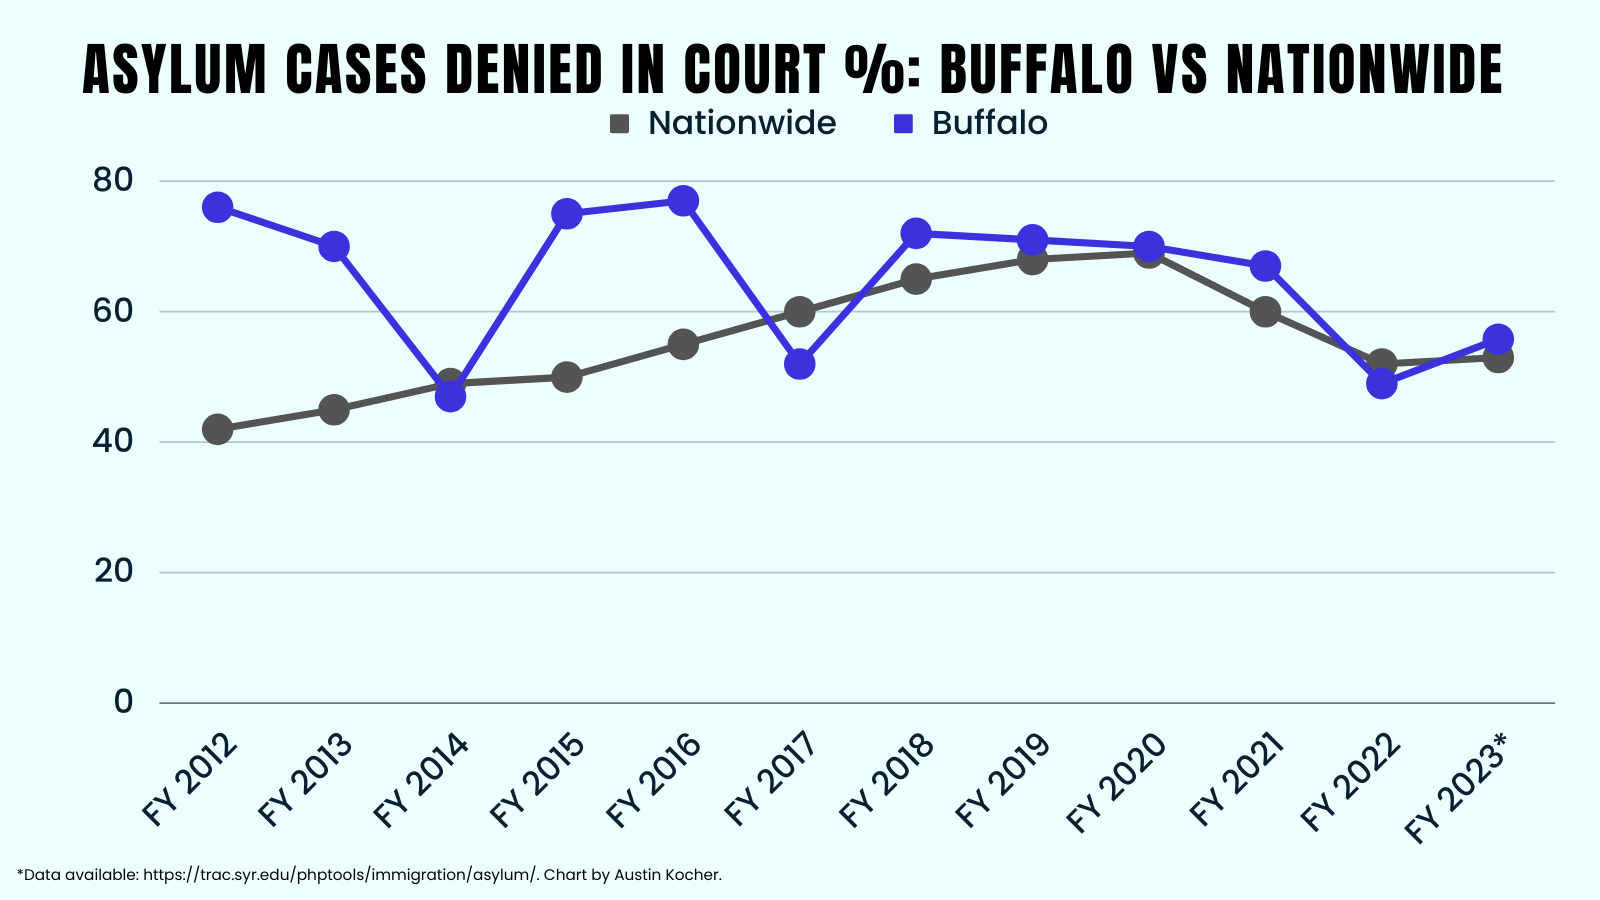 ASYLUM CASES DENIED IN COURT %: BUFFALO VS NATIONWIDE
Nationwide Buffalo
80
60
40
20
0
FY 2012 FY 2013 FY 2014 FY 2015 FY 2016 FY 2017 FY 2018 FY 2019 FY 2020 FY 2021 FY 2022 FY 2023*
*Data available: https://trac.syr.edu/phptools/immigration/asylum/. Chart by Austin Kocher.